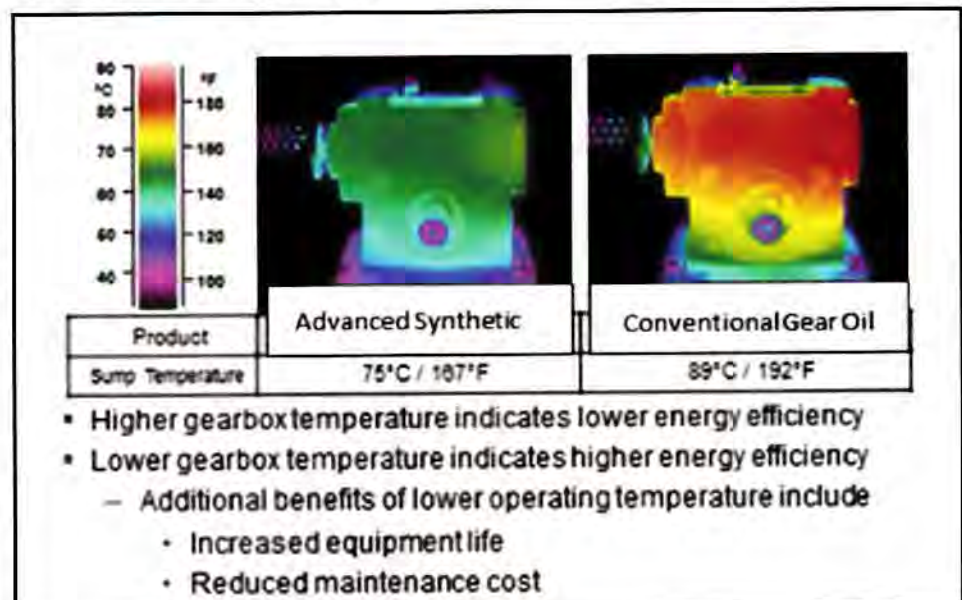 90
°C
80
70
60
50
40
°F
180
160
140
120
100
Product
Advanced Synthetic
Conventional Gear Oil
Sump Temperature
75°C / 167°F
89°C / 192°F
▪ Higher gearbox temperature indicates lower energy efficiency
▪ Lower gearbox temperature indicates higher energy efficiency
– Additional benefits of lower operating temperature include
· Increased equipment life
· Reduced maintenance cost